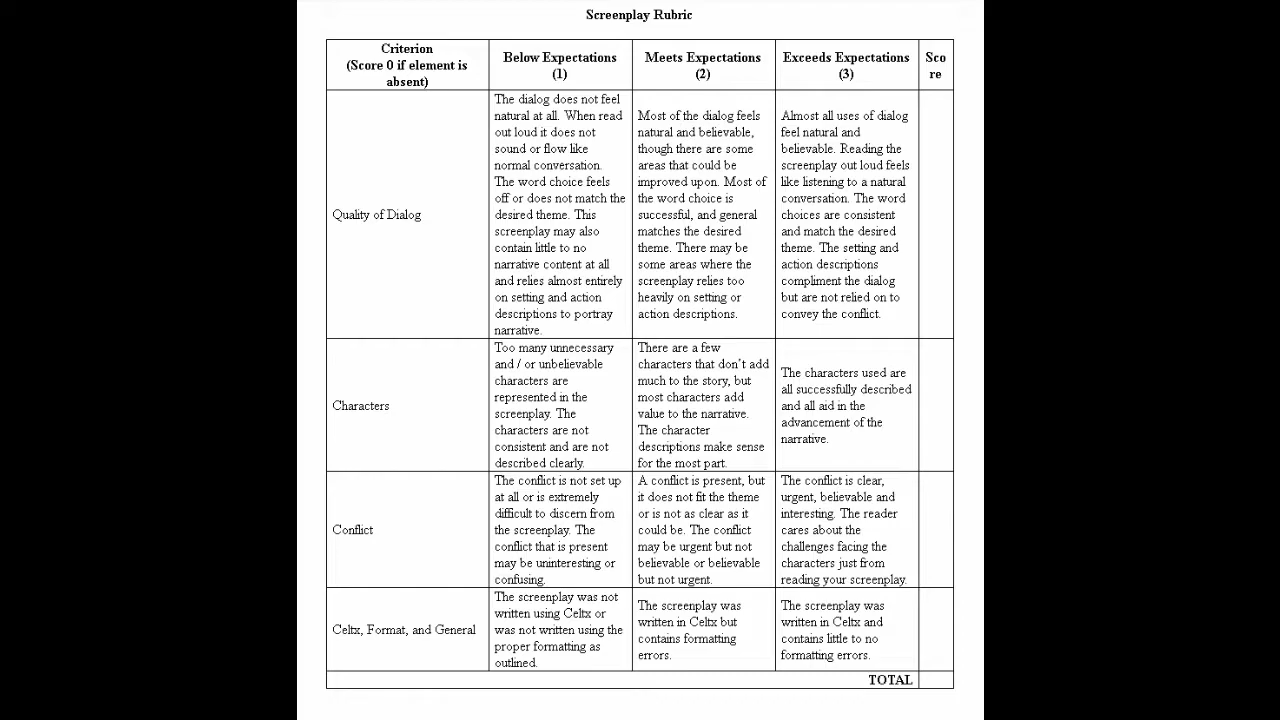 Screenplay Rubric
Criterion
(Score 0 if element is
absent)
Below Expectations
(1)
Meets Expectations
(2)
Exceeds Expectations
(3)
Sco
re
Quality of Dialog
The dialog does not feel
natural at all. When read
out loud it does not
sound or flow like
normal conversation.
The word choice feels
off or does not match the
desired theme. This
screenplay may also
contain little to no
narrative content at all
and relies almost entirely
on setting and action
descriptions to portray
narrative.
Most of the dialog feels
natural and believable,
though there are some
areas that could be
improved upon. Most of
the word choice is
successful, and general
matches the desired
theme. There may be
some areas where the
screenplay relies too
heavily on setting or
action descriptions.
Almost all uses of dialog
feel natural and
believable. Reading the
screenplay out loud feels
like listening to a natural
conversation. The word
choices are consistent
and match the desired
theme. The setting and
action descriptions
compliment the dialog
but are not relied on to
convey the conflict.
Characters
Too many unnecessary
and / or unbelievable
characters are
represented in the
screenplay. The
characters are not
consistent and are not
described clearly.
There are a few
characters that don't add
much to the story, but
most characters add
value to the narrative.
The character
descriptions make sense
for the most part.
The characters used are
all successfully described
and all aid in the
advancement of the
narrative.
Conflict
The conflict is not set up
at all or is extremely
difficult to discern from
the screenplay. The
conflict that is present
may be uninteresting or
confusing.
A conflict is present, but
it does not fit the theme
or is not as clear as it
could be. The conflict
may be urgent but not
believable or believable
but not urgent.
The conflict is clear,
urgent, believable and
interesting. The reader
cares about the
challenges facing the
characters just from
reading your screenplay.
Celtx, Format, and General
The screenplay was not
written using Celtx or
was not written using the
proper formatting as
outlined.
The screenplay was
written in Celtx but
contains formatting
errors.
The screenplay was
written in Celtx and
contains little to no
formatting errors.
TOTAL